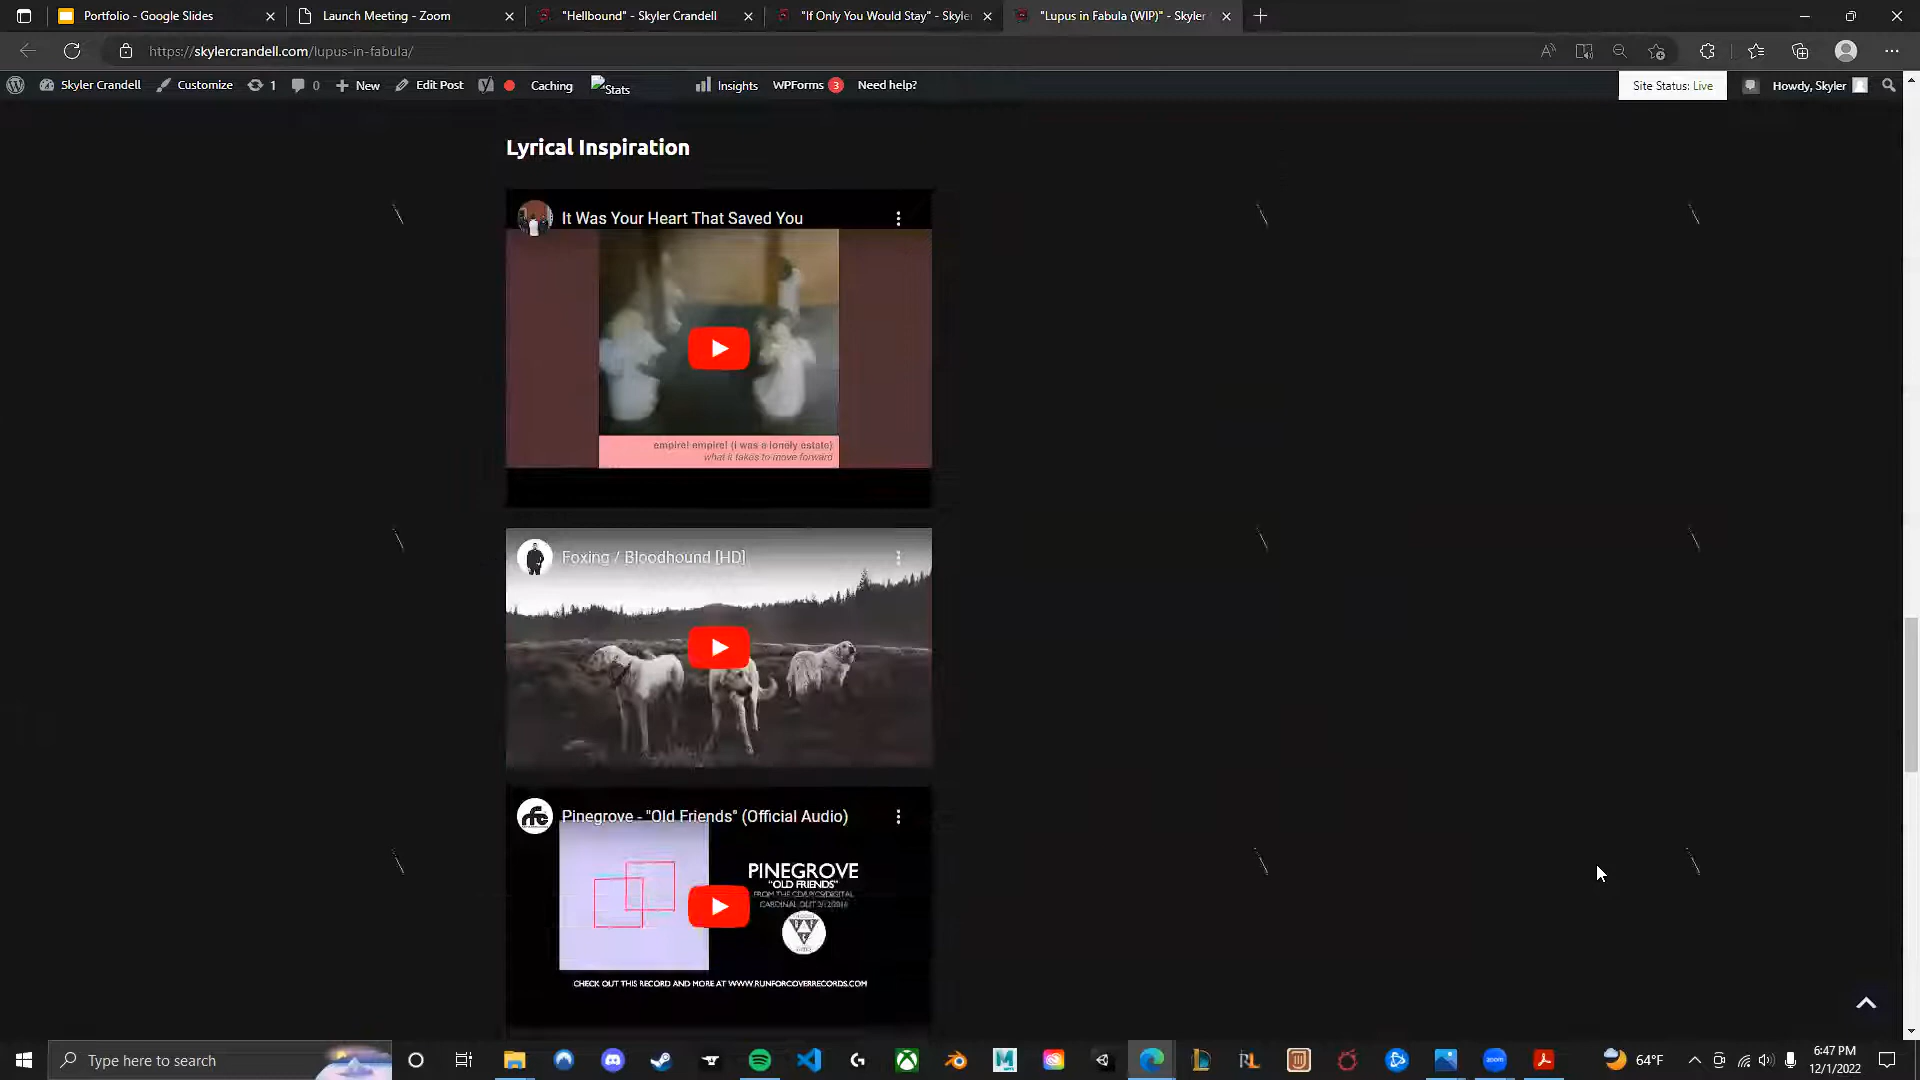 Portfolio - Google Slides
Launch Meeting - Zoom
"Hellbound" - Skyler Crandell
"If Only You Would Stay" - Skyle
"Lupus in Fabula (WIP)" - Skyler
https://skylercrandell.com/lupus-in-fabula/
Skyler Crandell
Customize
1
0
New
Edit Post
Caching
Stats
Insights
WPForms 3
Need help?
Site Status: Live
Howdy, Skyler
Lyrical Inspiration
It Was Your Heart That Saved You
empire! empire! (i was a lonely estate)
what it takes to move forward
Foxing / Bloodhound [HD]
Pinegrove - "Old Friends" (Official Audio)
PINEGROVE
"OLD FRIENDS"
CHECK OUT THIS RECORD AND MORE AT WWW.RUNFORCOVERRECORDS.COM
Type here to search
64°F
6:47 PM
12/1/2022